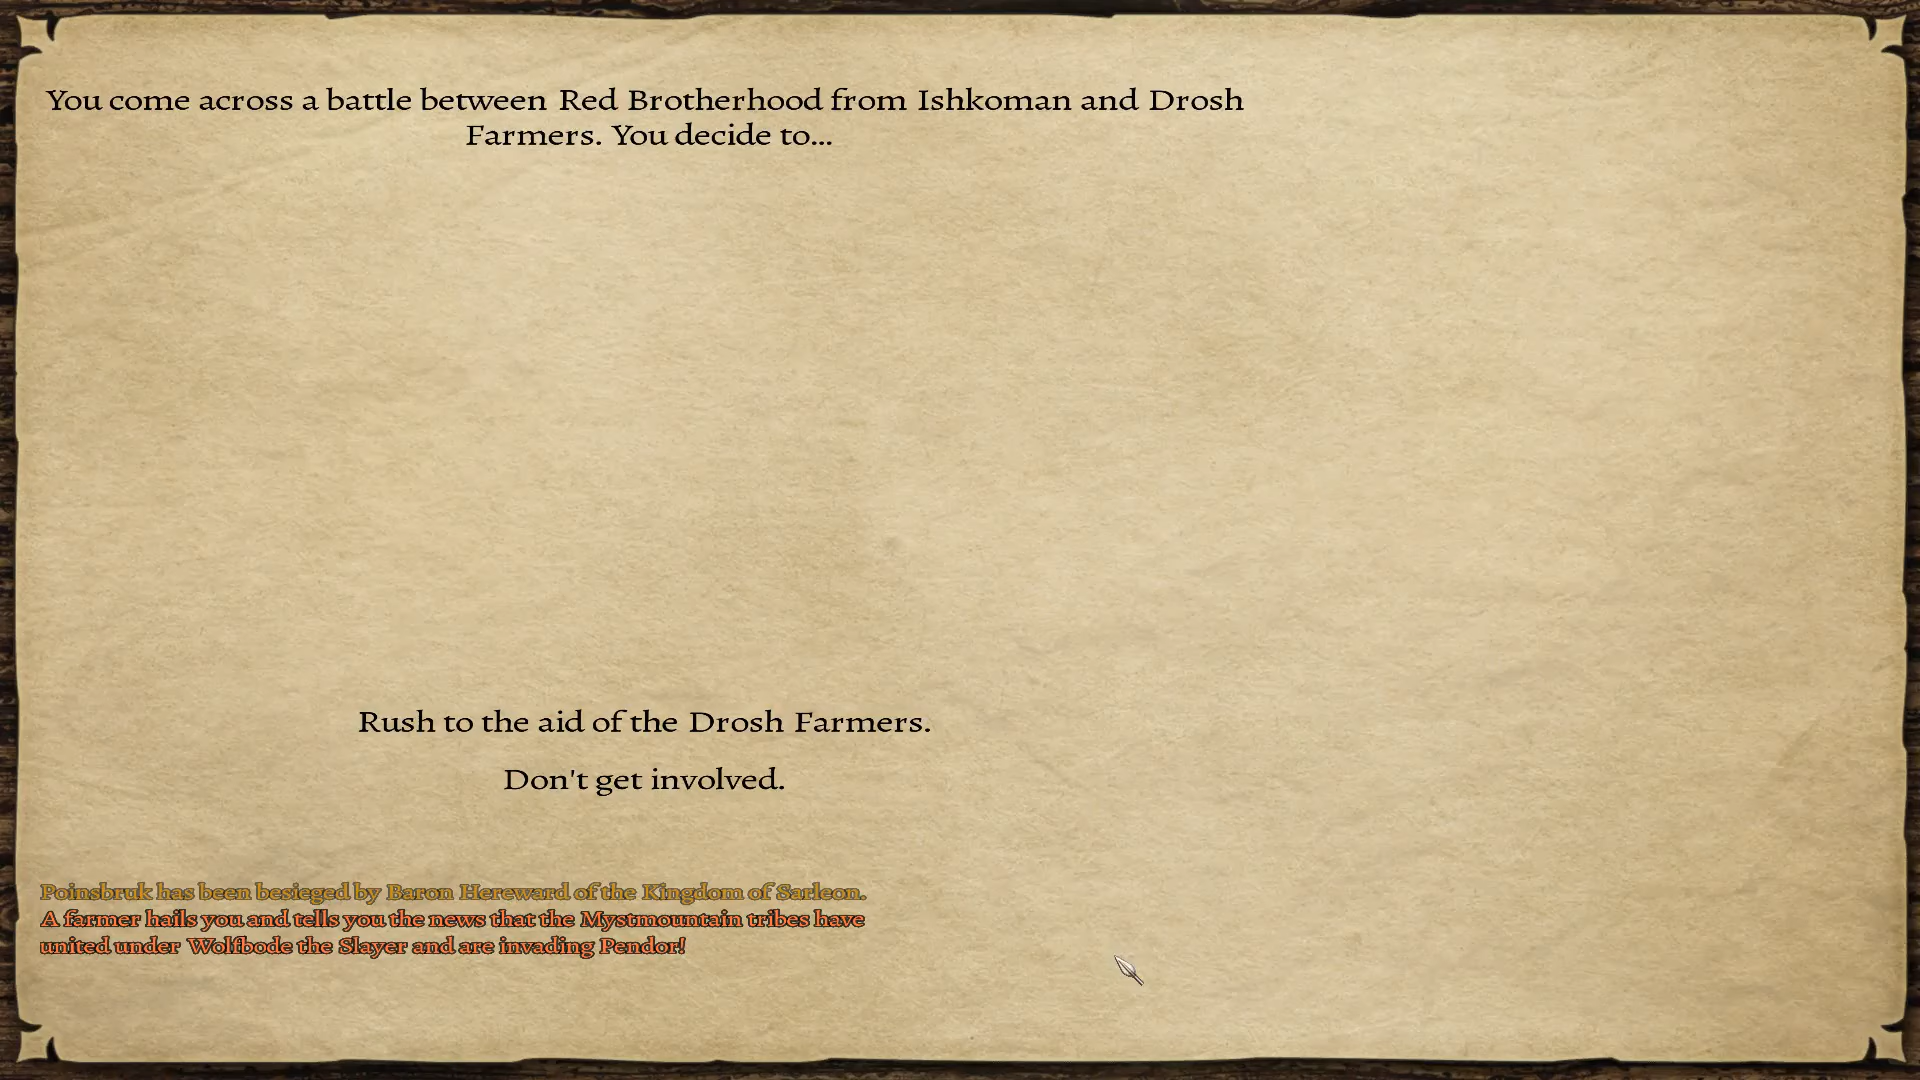 You come across a battle between Red Brotherhood from Ishkoman and Drosh
Farmers. You decide to...
Rush to the aid of the Drosh Farmers.
Don't get involved.
Poinsbruk has been besieged by Baron Hereward of the Kingdom of Sarleon.
A farmer hails you and tells you the news that the Mystmountain tribes have
united under Wolfbode the Slayer and are invading Pendor!